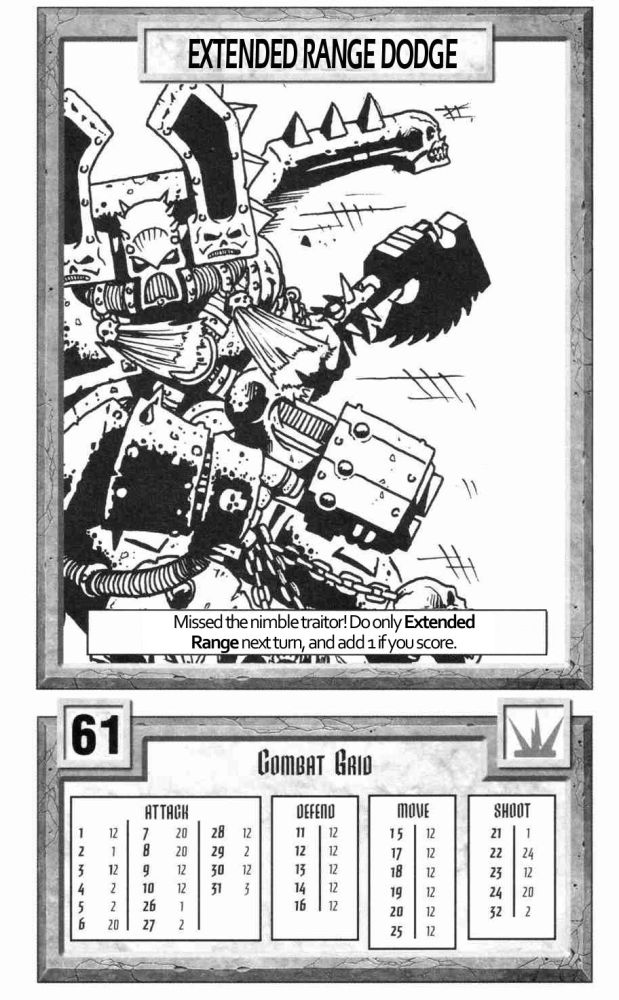 EXTENDED RANGE DODGE
Missed the nimble traitor! Do only Extended
Range next turn, and add 1 if you score.
61
COMBAT GRID
ATTACK
1 12 7 20 28 12
2 1 8 20 29 2
3 12 9 12 30 12
4 2 10 12 31 3
5 2 26 1
6 20 27 2
DEFEND
11 12
12 12
13 12
14 12
16 12
MOVE
15 12
17 12
18 12
19 12
20 12
25 12
SHOOT
21 1
22 24
23 12
24 20
32 2